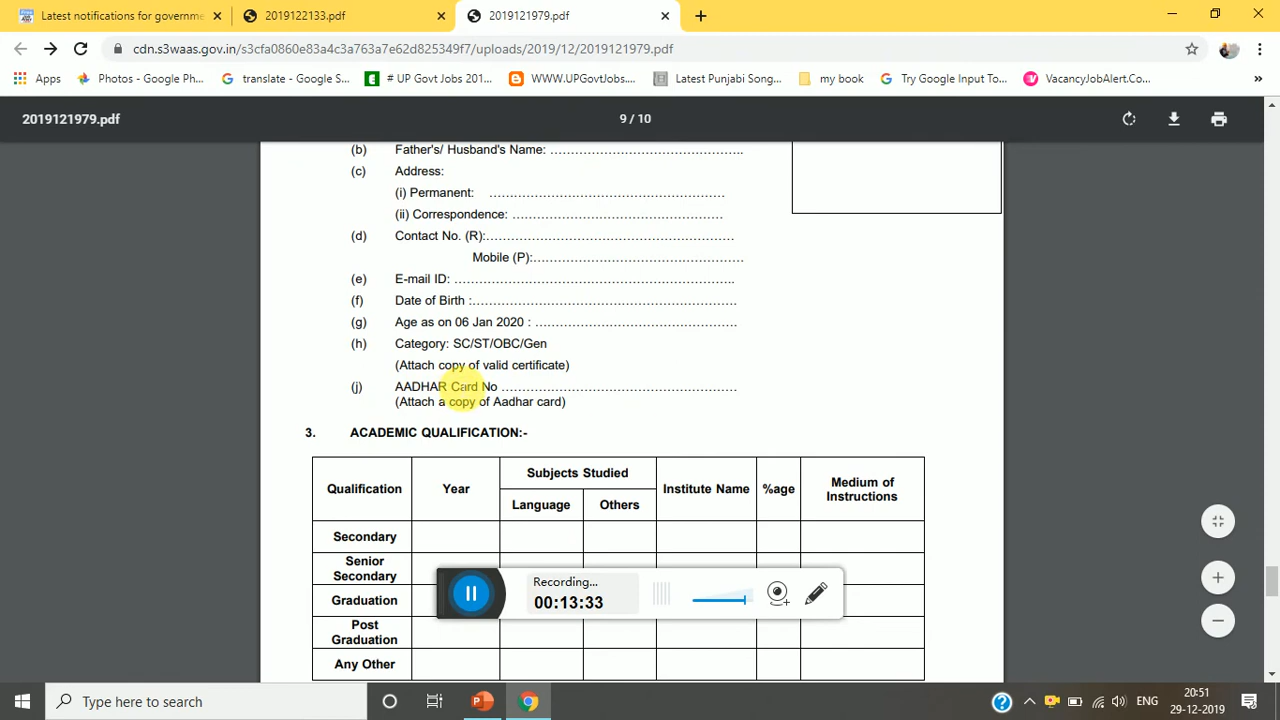 Latest notifications for governme
2019122133.pdf
2019121979.pdf
cdn.s3waas.gov.in/s3cfa0860e83a4c3a763a7e62d825349f7/uploads/2019/12/2019121979.pdf
Apps
Photos - Google Ph...
translate - Google S...
# UP Govt Jobs 201...
WWW.UPGovtJobs....
Latest Punjabi Song...
my book
Try Google Input To...
VacancyJobAlert.Co...
»
2019121979.pdf
9 / 10
(b) Father's/ Husband's Name: ……………………………………..
(c) Address:
(i) Permanent: ……………………………………
(ii) Correspondence: …………………………………
(d) Contact No. (R):………………………………………
Mobile (P):…………………………………
(e) E-mail ID: …………………………………………..
(f) Date of Birth :………………………………………
(g) Age as on 06 Jan 2020 : ………………………………
(h) Category: SC/ST/OBC/Gen
(Attach copy of valid certificate)
(j) AADHAR Card No ……………………………………
(Attach a copy of Aadhar card)
3. ACADEMIC QUALIFICATION:-
Qualification
Year
Subjects Studied
Language
Others
Institute Name
%age
Medium of
Instructions
Secondary
Senior
Secondary
Graduation
Post
Graduation
Any Other
Recording...
00:13:33
Type here to search
ENG
20:51
29-12-2019